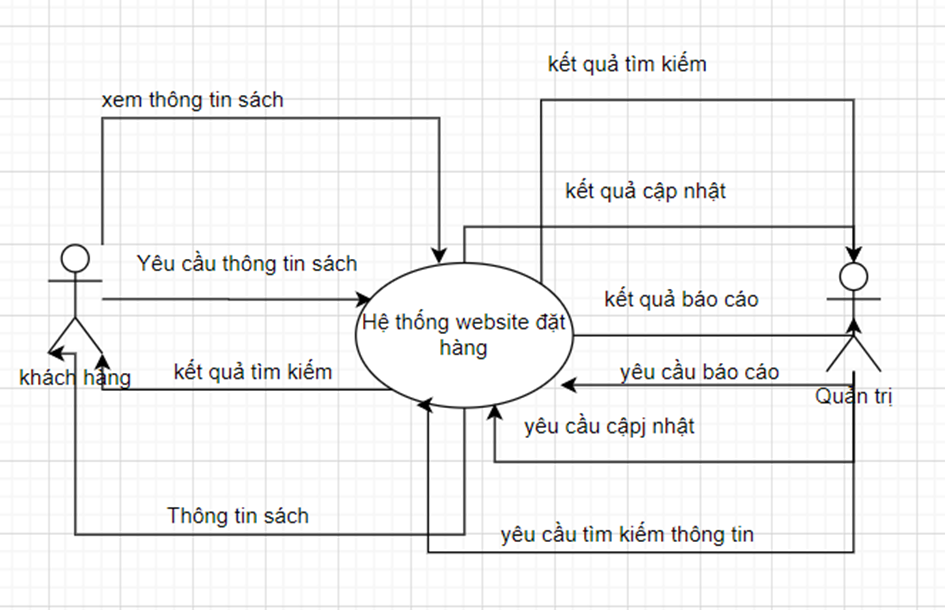 kết quả tìm kiếm
xem thông tin sách
kết quả cập nhật
Yêu cầu thông tin sách
kết quả báo cáo
Hệ thống website đặt
hàng
kết quả tìm kiếm
yêu cầu báo cáo
khách hàng
Quản trị
yêu cầu cậpj nhật
Thông tin sách
yêu cầu tìm kiếm thông tin